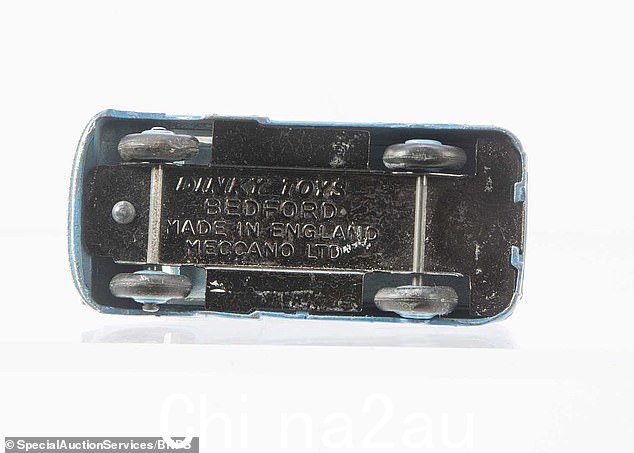 DINKY TOYS
BEDFORD
MADE IN ENGLAND
MECCANO LTD
Chi na2au
© SpecialAuctionServices/BNPS